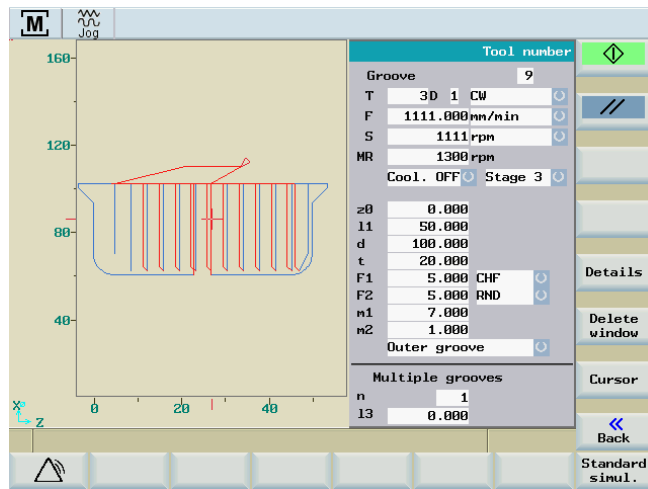 M
Jog
160
120
80
40
0 20 40
X
Z
Tool number
Groove 9
T 3 D 1 CW
F 1111.000 mm/min
S 1111 rpm
MR 1300 rpm
Cool. OFF Stage 3
z0 0.000
l1 50.000
d 100.000
t 20.000
F1 5.000 CHF
F2 5.000 RND
m1 7.000
m2 1.000
Outer groove
Multiple grooves
n 1
l3 0.000
Details
Delete
window
Cursor
Back
Standard
simul.